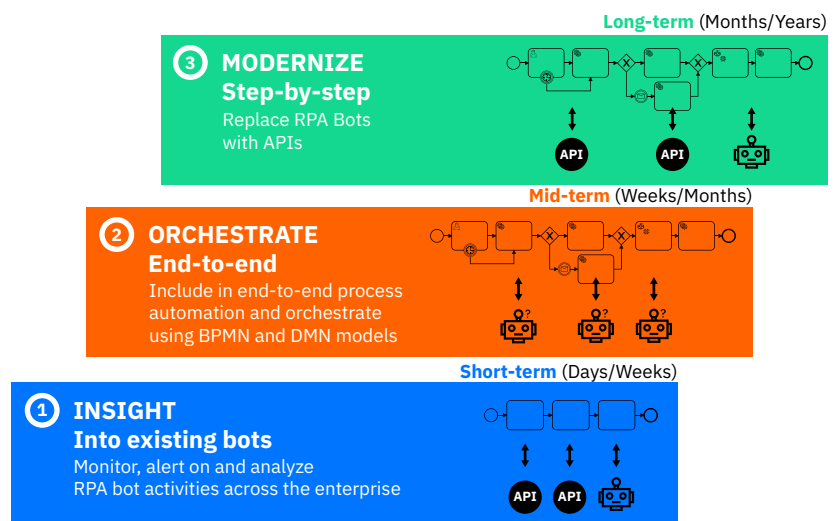 Long-term (Months/Years)
3 MODERNIZE
Step-by-step
Replace RPA Bots
with APIs
API API
Mid-term (Weeks/Months)
2 ORCHESTRATE
End-to-end
Include in end-to-end process
automation and orchestrate
using BPMN and DMN models
? ? ?
Short-term (Days/Weeks)
1 INSIGHT
Into existing bots
Monitor, alert on and analyze
RPA bot activities across the enterprise
API API